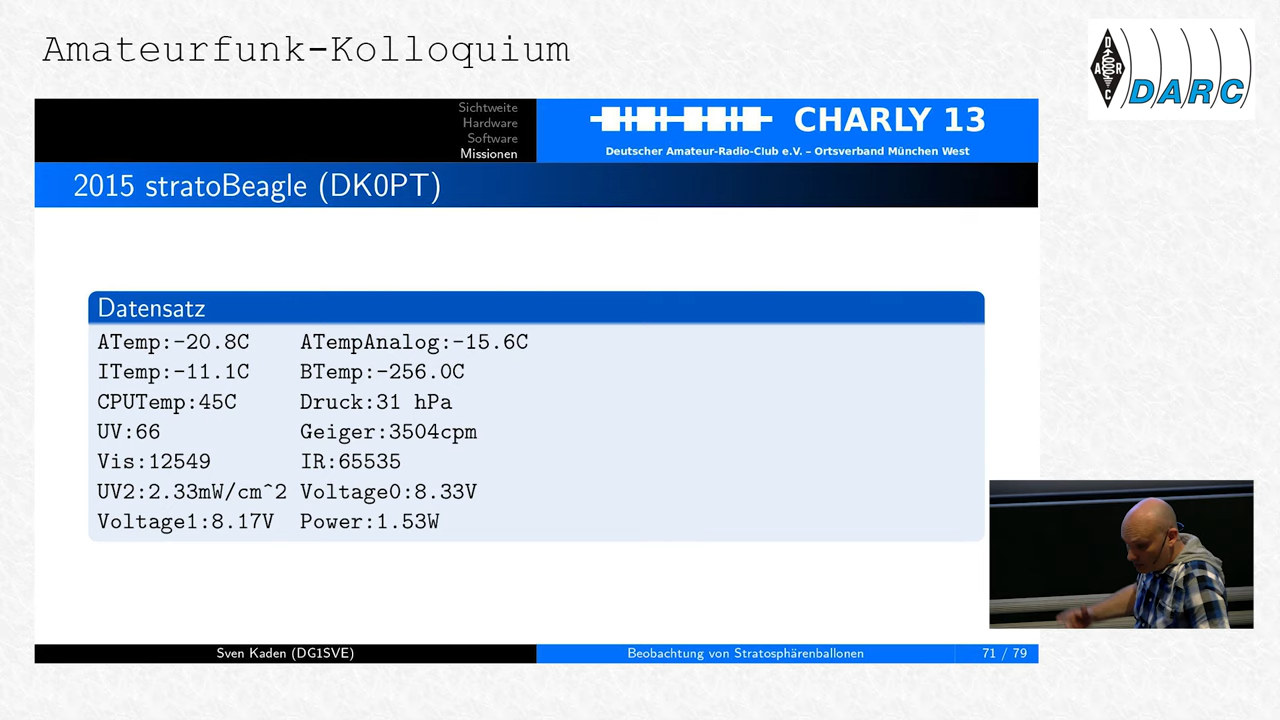 Amateurfunk-Kolloquium
DARC
DARC
Sichtweite
Hardware
Software
Missionen
CHARLY 13
Deutscher Amateur-Radio-Club e.V. – Ortsverband München West
2015 stratoBeagle (DK0PT)
Datensatz
ATemp:-20.8C ATempAnalog:-15.6C
ITemp:-11.1C BTemp:-256.0C
CPUTemp:45C Druck:31 hPa
UV:66 Geiger:3504cpm
Vis:12549 IR:65535
UV2:2.33mW/cm^2 Voltage0:8.33V
Voltage1:8.17V Power:1.53W
Sven Kaden (DG1SVE)
Beobachtung von Stratosphärenballonen
71 / 79